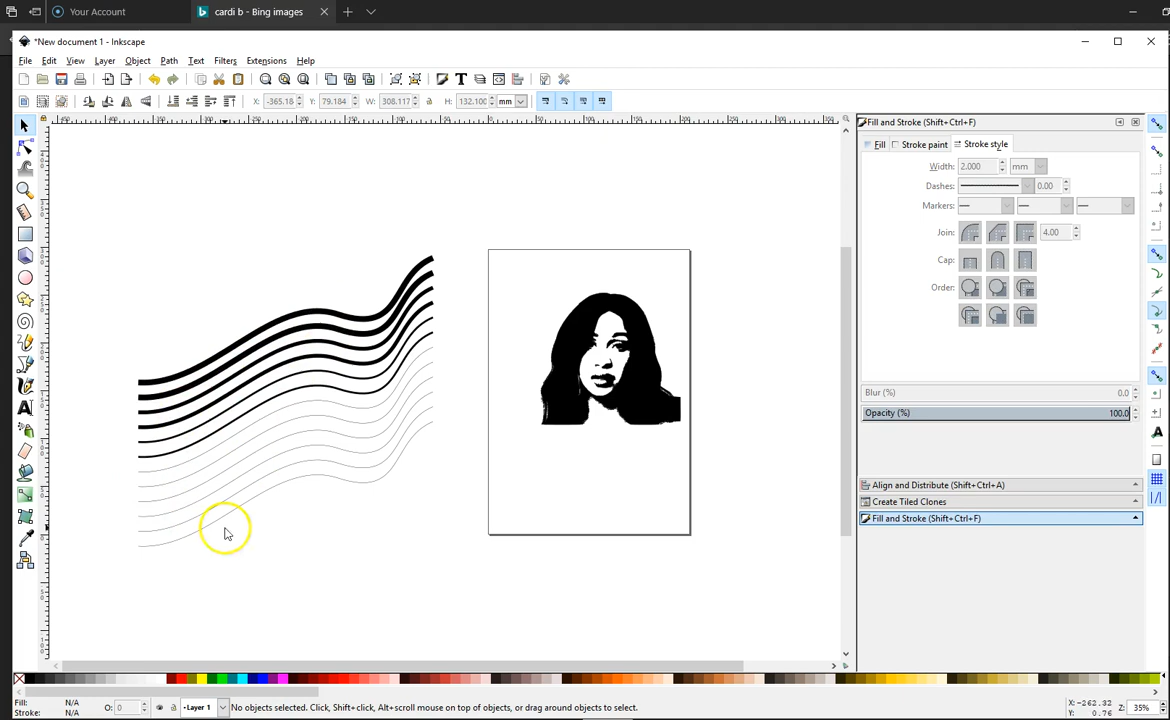 Your Account
cardi b - Bing images
*New document 1 - Inkscape
File Edit View Layer Object Path Filters Text Extensions Help
X: -365.18 Y: 79.184 W: 308.117 H: 132.100 mm
Fill and Stroke (Shift+Ctrl+F)
Fill Stroke paint Stroke style
Width: 2.000 mm
Dashes: 0.00
Markers:
Join: 4.00
Cap:
Order:
Blur (%) 0.0
Opacity (%) 100.0
Align and Distribute (Shift+Ctrl+A)
Create Tiled Clones
Fill and Stroke (Shift+Ctrl+F)
Fill: N/A
Stroke: N/A
O: 0
Layer 1
No objects selected. Click, Shift+click, Alt+scroll mouse on top of objects, or drag around objects to select.
X: -262.32
Y: 0.76
Z: 35%